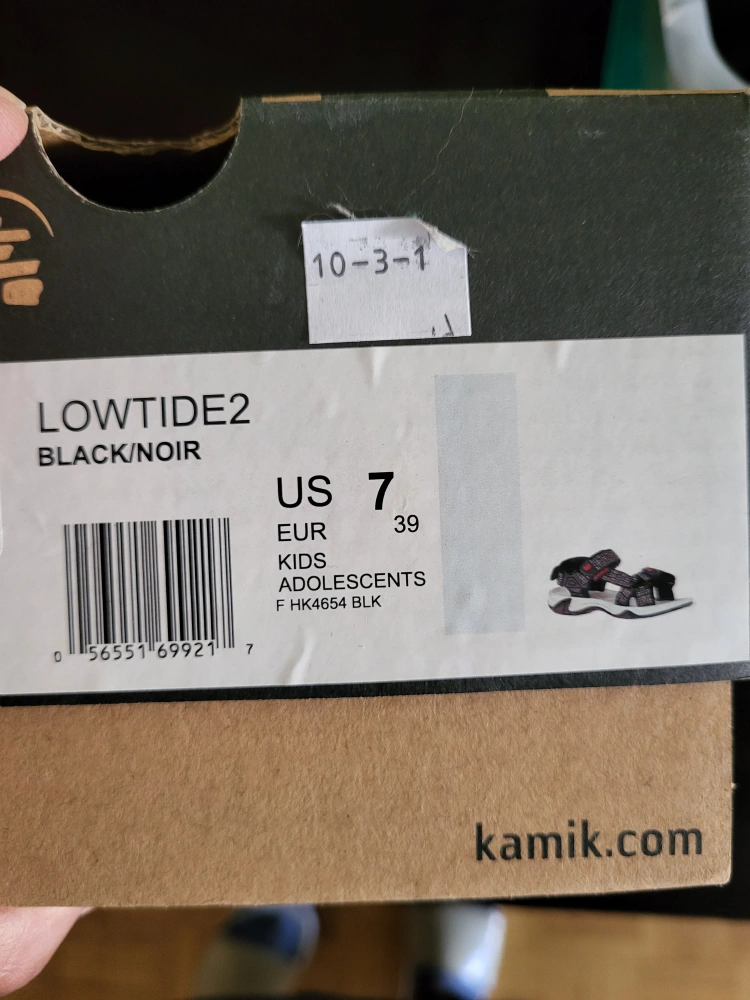 10-3-1
LOWTIDE2
BLACK/NOIR
US 7
EUR 39
KIDS
ADOLESCENTS
F HK4654 BLK
0 56551 69921 7
kamik.com